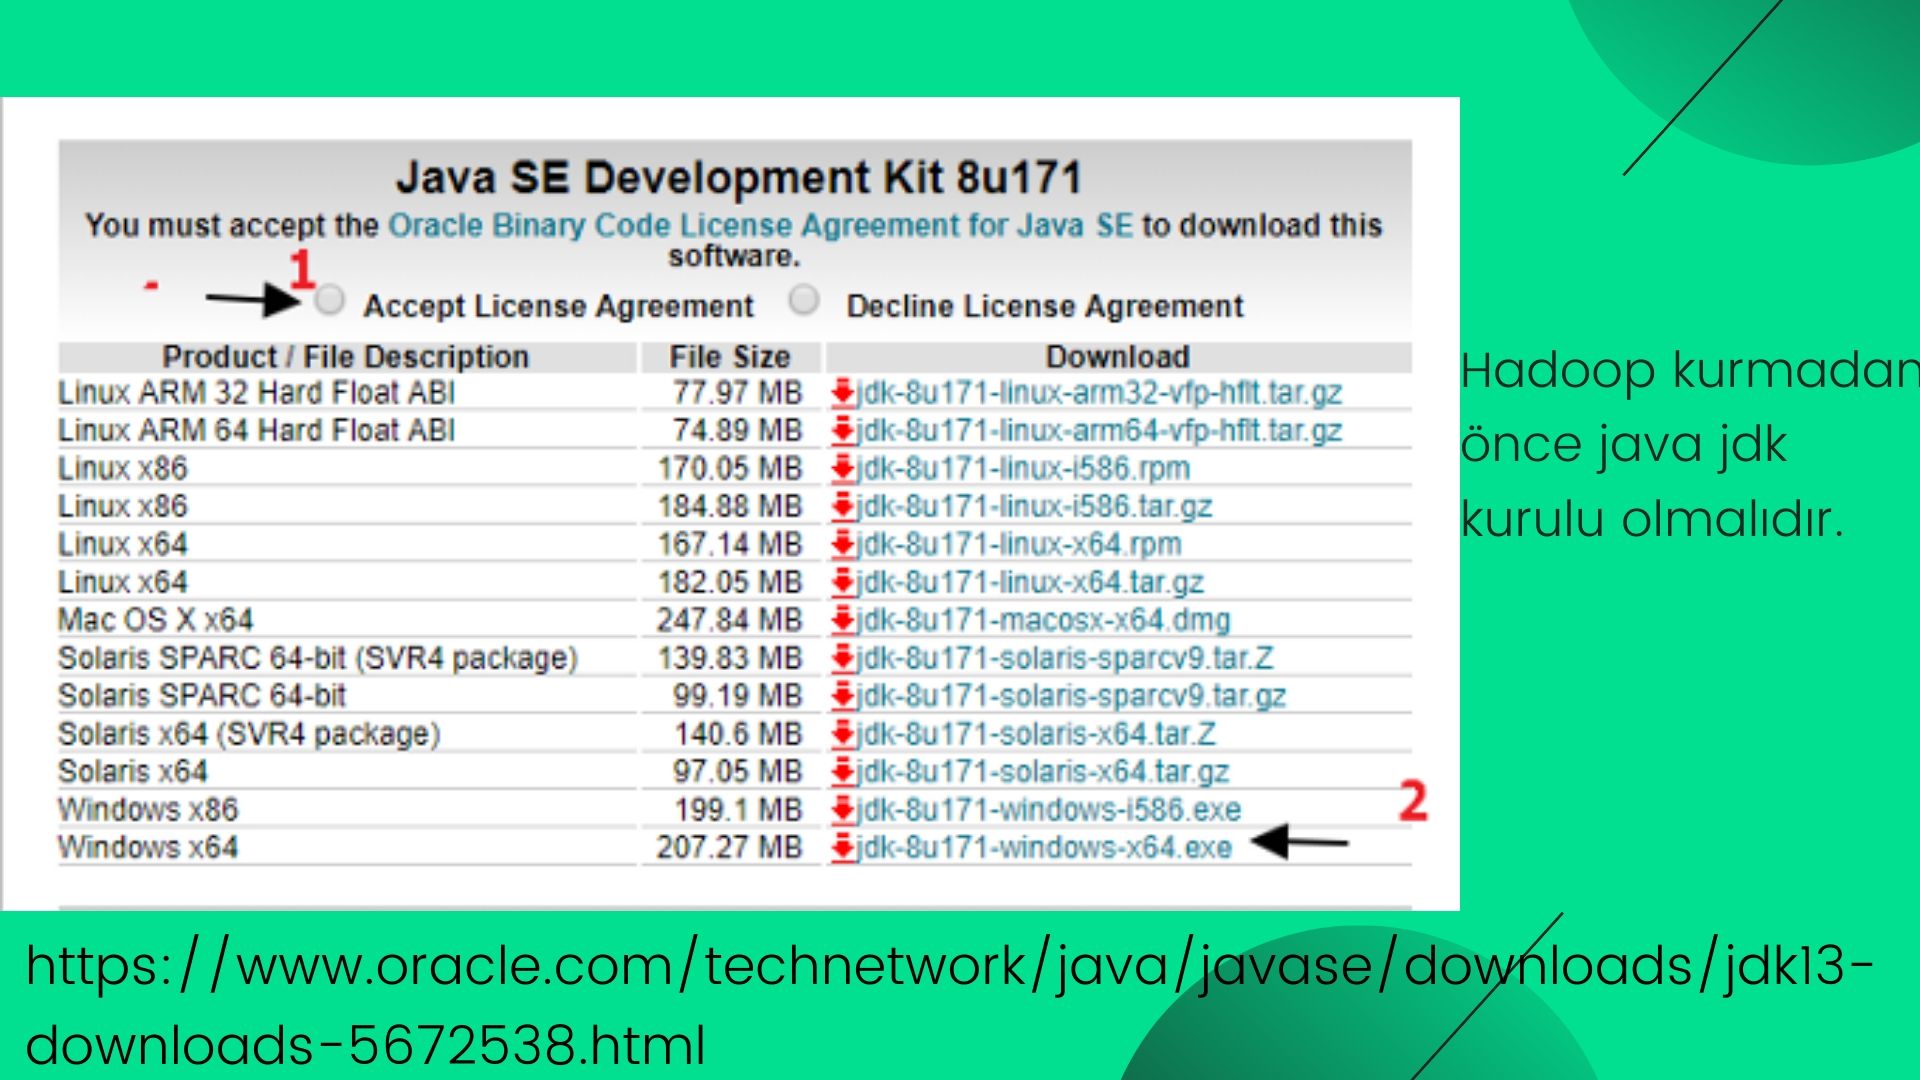 Java SE Development Kit 8u171
You must accept the Oracle Binary Code License Agreement for Java SE to download this
software.
1
Accept License Agreement Decline License Agreement
Product / File Description File Size Download
Linux ARM 32 Hard Float ABI 77.97 MB jdk-8u171-linux-arm32-vfp-hflt.tar.gz
Linux ARM 64 Hard Float ABI 74.89 MB jdk-8u171-linux-arm64-vfp-hflt.tar.gz
Linux x86 170.05 MB jdk-8u171-linux-i586.rpm
Linux x86 184.88 MB jdk-8u171-linux-i586.tar.gz
Linux x64 167.14 MB jdk-8u171-linux-x64.rpm
Linux x64 182.05 MB jdk-8u171-linux-x64.tar.gz
Mac OS X x64 247.84 MB jdk-8u171-macosx-x64.dmg
Solaris SPARC 64-bit (SVR4 package) 139.83 MB jdk-8u171-solaris-sparcv9.tar.Z
Solaris SPARC 64-bit 99.19 MB jdk-8u171-solaris-sparcv9.tar.gz
Solaris x64 (SVR4 package) 140.6 MB jdk-8u171-solaris-x64.tar.Z
Solaris x64 97.05 MB jdk-8u171-solaris-x64.tar.gz
Windows x86 199.1 MB jdk-8u171-windows-i586.exe
2
Windows x64 207.27 MB jdk-8u171-windows-x64.exe
Hadoop kurmadan
önce java jdk
kurulu olmalıdır.
https://www.oracle.com/technetwork/java/javase/downloads/jdk13-
downloads-5672538.html